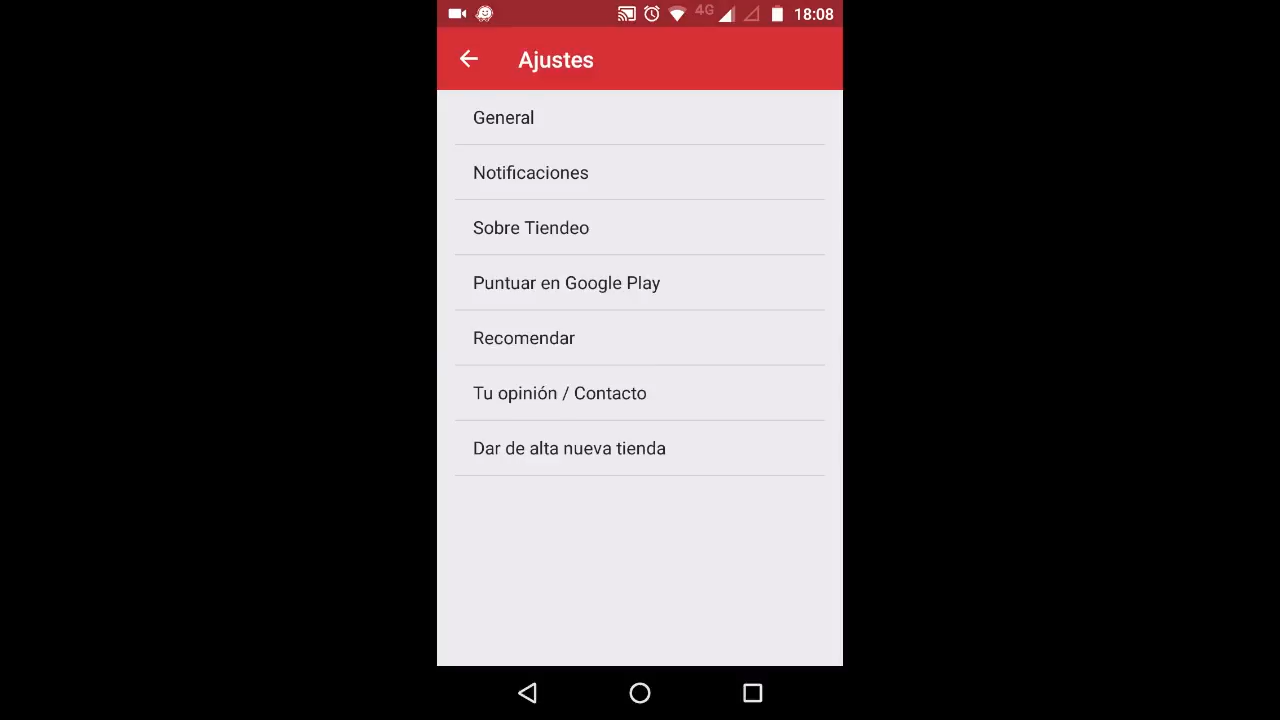 4G 18:08
Ajustes
General
Notificaciones
Sobre Tiendeo
Puntuar en Google Play
Recomendar
Tu opinión / Contacto
Dar de alta nueva tienda